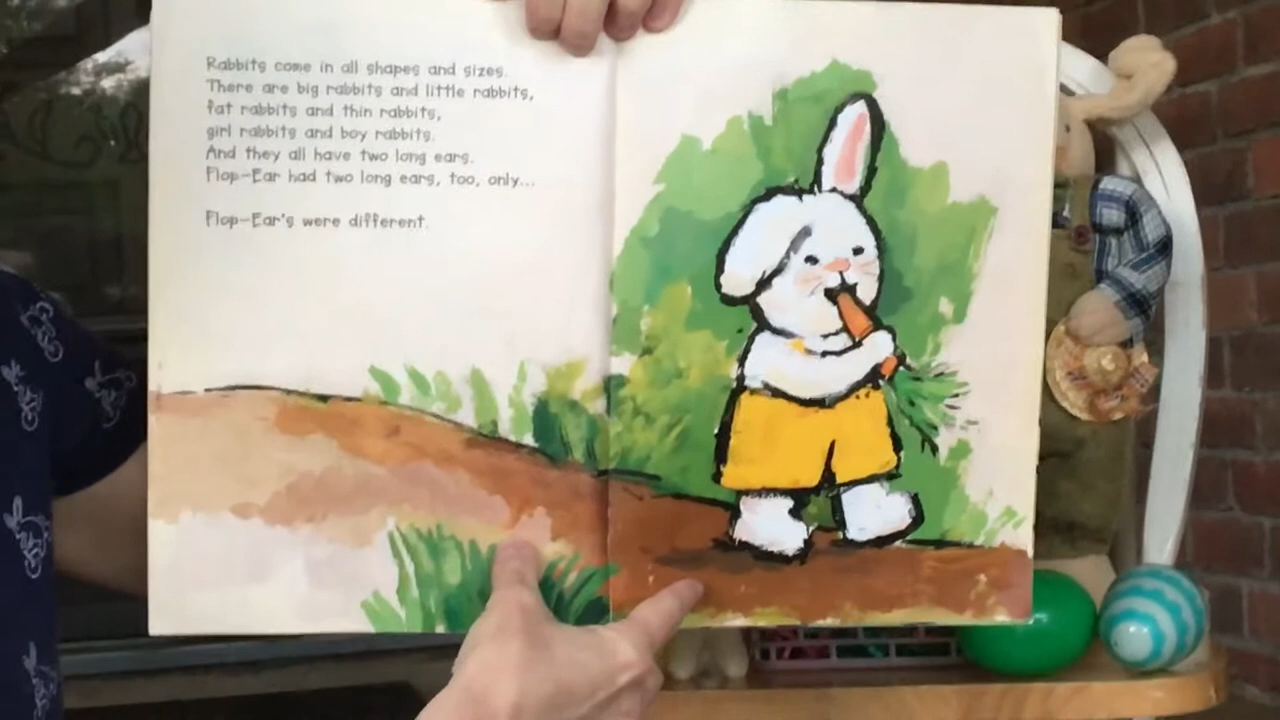 Rabbits come in all shapes and sizes.
There are big rabbits and little rabbits,
fat rabbits and thin rabbits,
girl rabbits and boy rabbits.
And they all have two long ears.
Flop-Ear had two long ears, too, only...
Flop-Ear's were different.